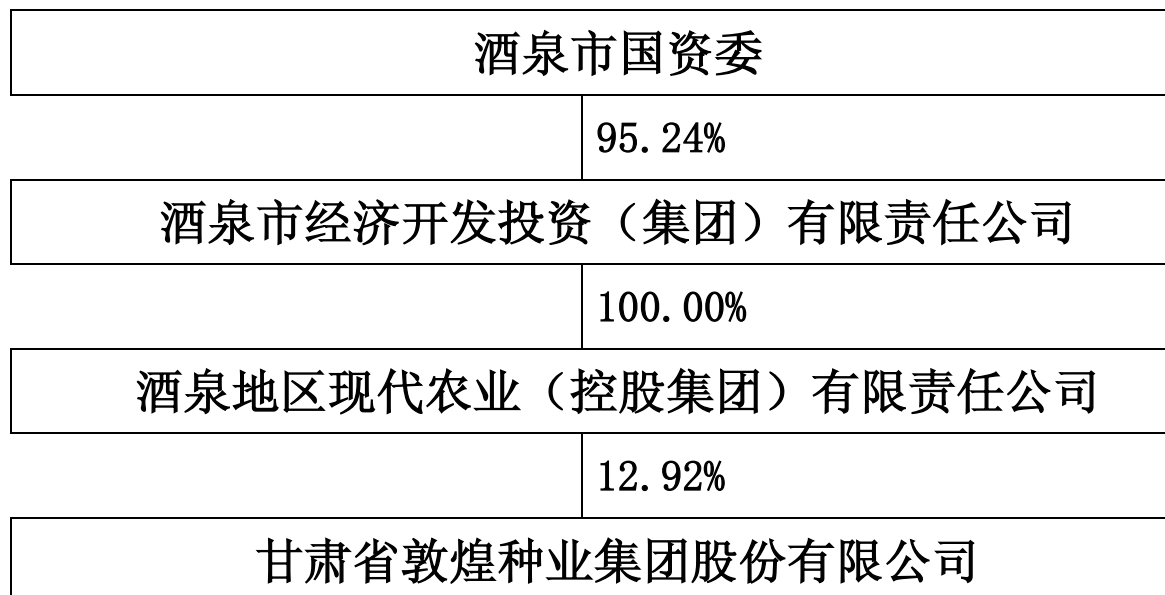 酒泉市国资委
95.24%
酒泉市经济开发投资（集团）有限责任公司
100.00%
酒泉地区现代农业（控股集团）有限责任公司
12.92%
甘肃省敦煌种业集团股份有限公司